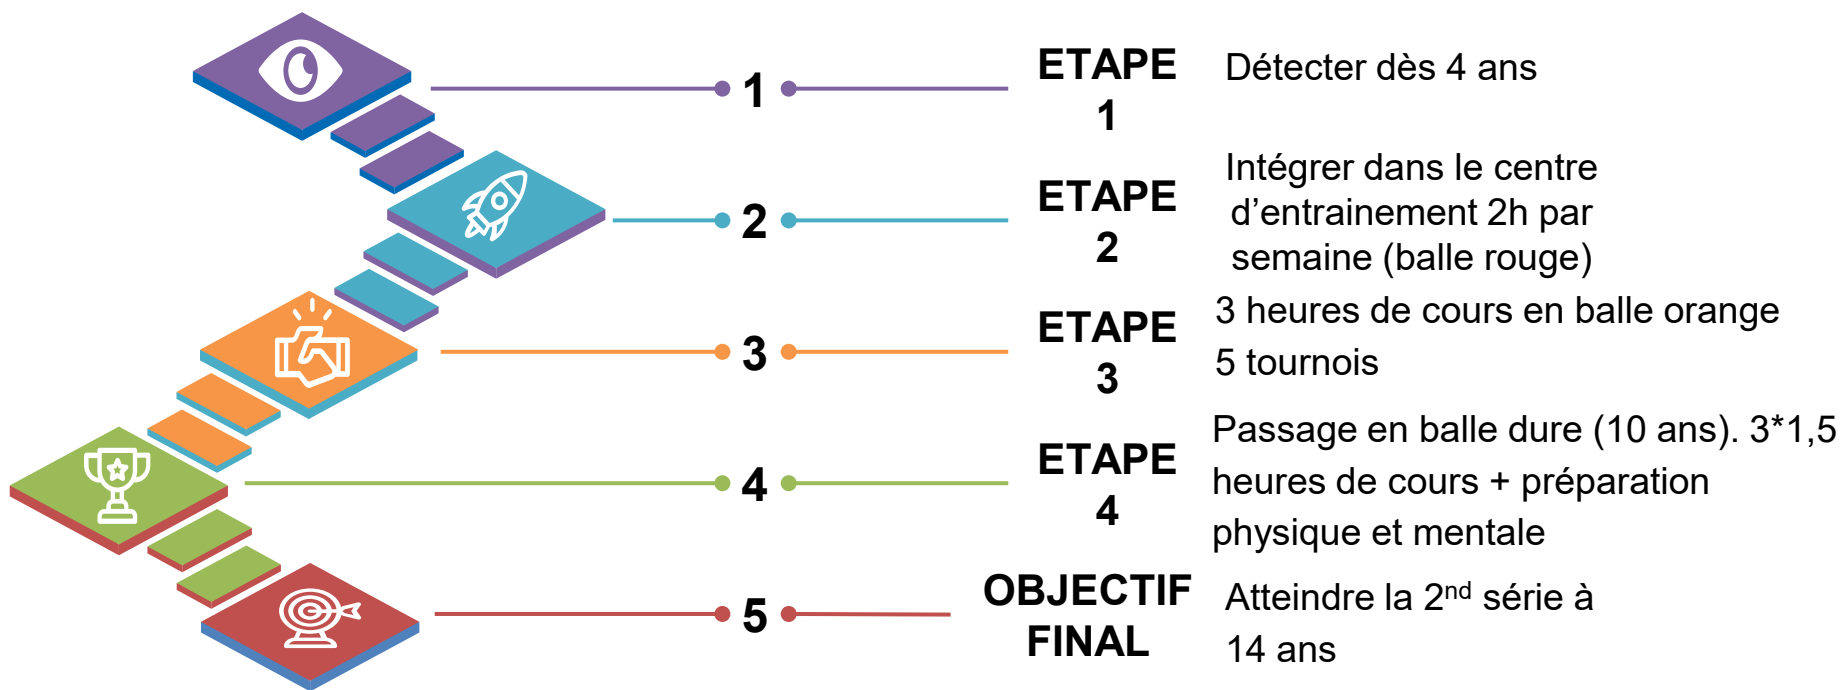 1
ETAPE
1
Détecter dès 4 ans
2
ETAPE
2
Intégrer dans le centre
d’entrainement 2h par
semaine (balle rouge)
3
ETAPE
3
3 heures de cours en balle orange
5 tournois
4
ETAPE
4
Passage en balle dure (10 ans). 3*1,5
heures de cours + préparation
physique et mentale
5
OBJECTIF
FINAL
Atteindre la 2nd série à
14 ans